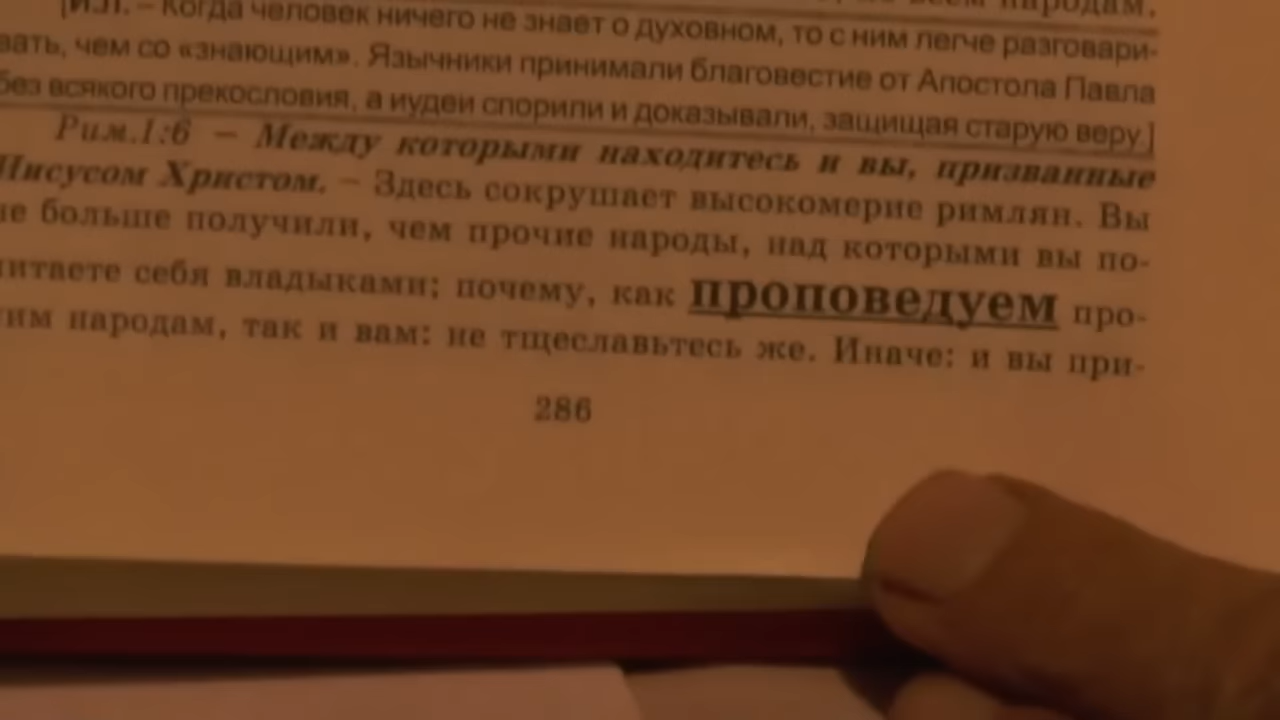 всем народам.
[И.Л. – Когда человек ничего не знает о духовном, то с ним легче разговари-
вать, чем со «знающим». Язычники принимали благовестие от Апостола Павла
без всякого прекословия, а иудеи спорили и доказывали, защищая старую веру.]
Рим.1:6 – Между которыми находитесь и вы, призванные
Иисусом Христом. – Здесь сокрушает высокомерие римлян. Вы
не больше получили, чем прочие народы, над которыми вы по-
читаете себя владыками; почему, как проповедуем про-
чим народам, так и вам: не тщеславьтесь же. Иначе: и вы при-
286